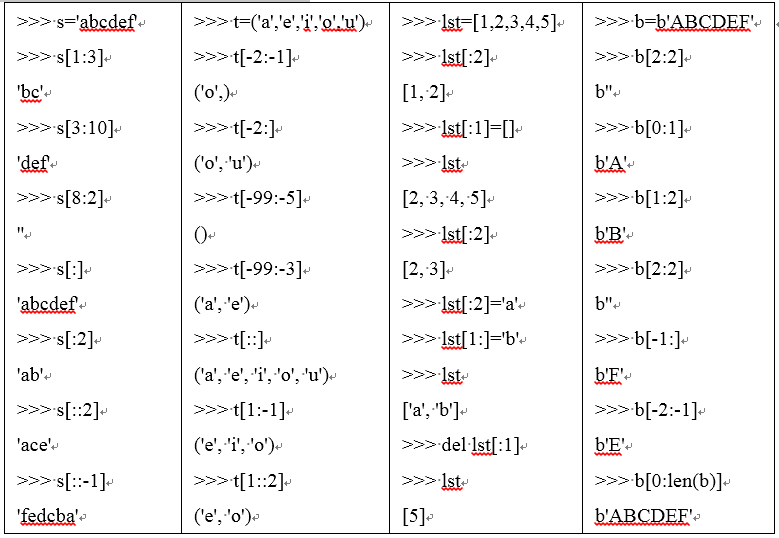 >>> s='abcdef'
>>> s[1:3]
'bc'
>>> s[3:10]
'def'
>>> s[8:2]
''
>>> s[:]
'abcdef'
>>> s[:2]
'ab'
>>> s[::2]
'ace'
>>> s[::-1]
'fedcba'
>>> t=('a','e','i','o','u')
>>> t[-2:-1]
('o',)
>>> t[-2:]
('o', 'u')
>>> t[-99:-5]
()
>>> t[-99:-3]
('a', 'e')
>>> t[::]
('a', 'e', 'i', 'o', 'u')
>>> t[1:-1]
('e', 'i', 'o')
>>> t[1::2]
('e', 'o')
>>> lst=[1,2,3,4,5]
>>> lst[:2]
[1, 2]
>>> lst[:1]=[]
>>> lst
[2, 3, 4, 5]
>>> lst[:2]
[2, 3]
>>> lst[:2]='a'
>>> lst[1:]='b'
>>> lst
['a', 'b']
>>> del lst[:1]
>>> lst
[5]
>>> b=b'ABCDEF'
>>> b[2:2]
b''
>>> b[0:1]
b'A'
>>> b[1:2]
b'B'
>>> b[2:2]
b''
>>> b[-1:]
b'F'
>>> b[-2:-1]
b'E'
>>> b[0:len(b)]
b'ABCDEF'